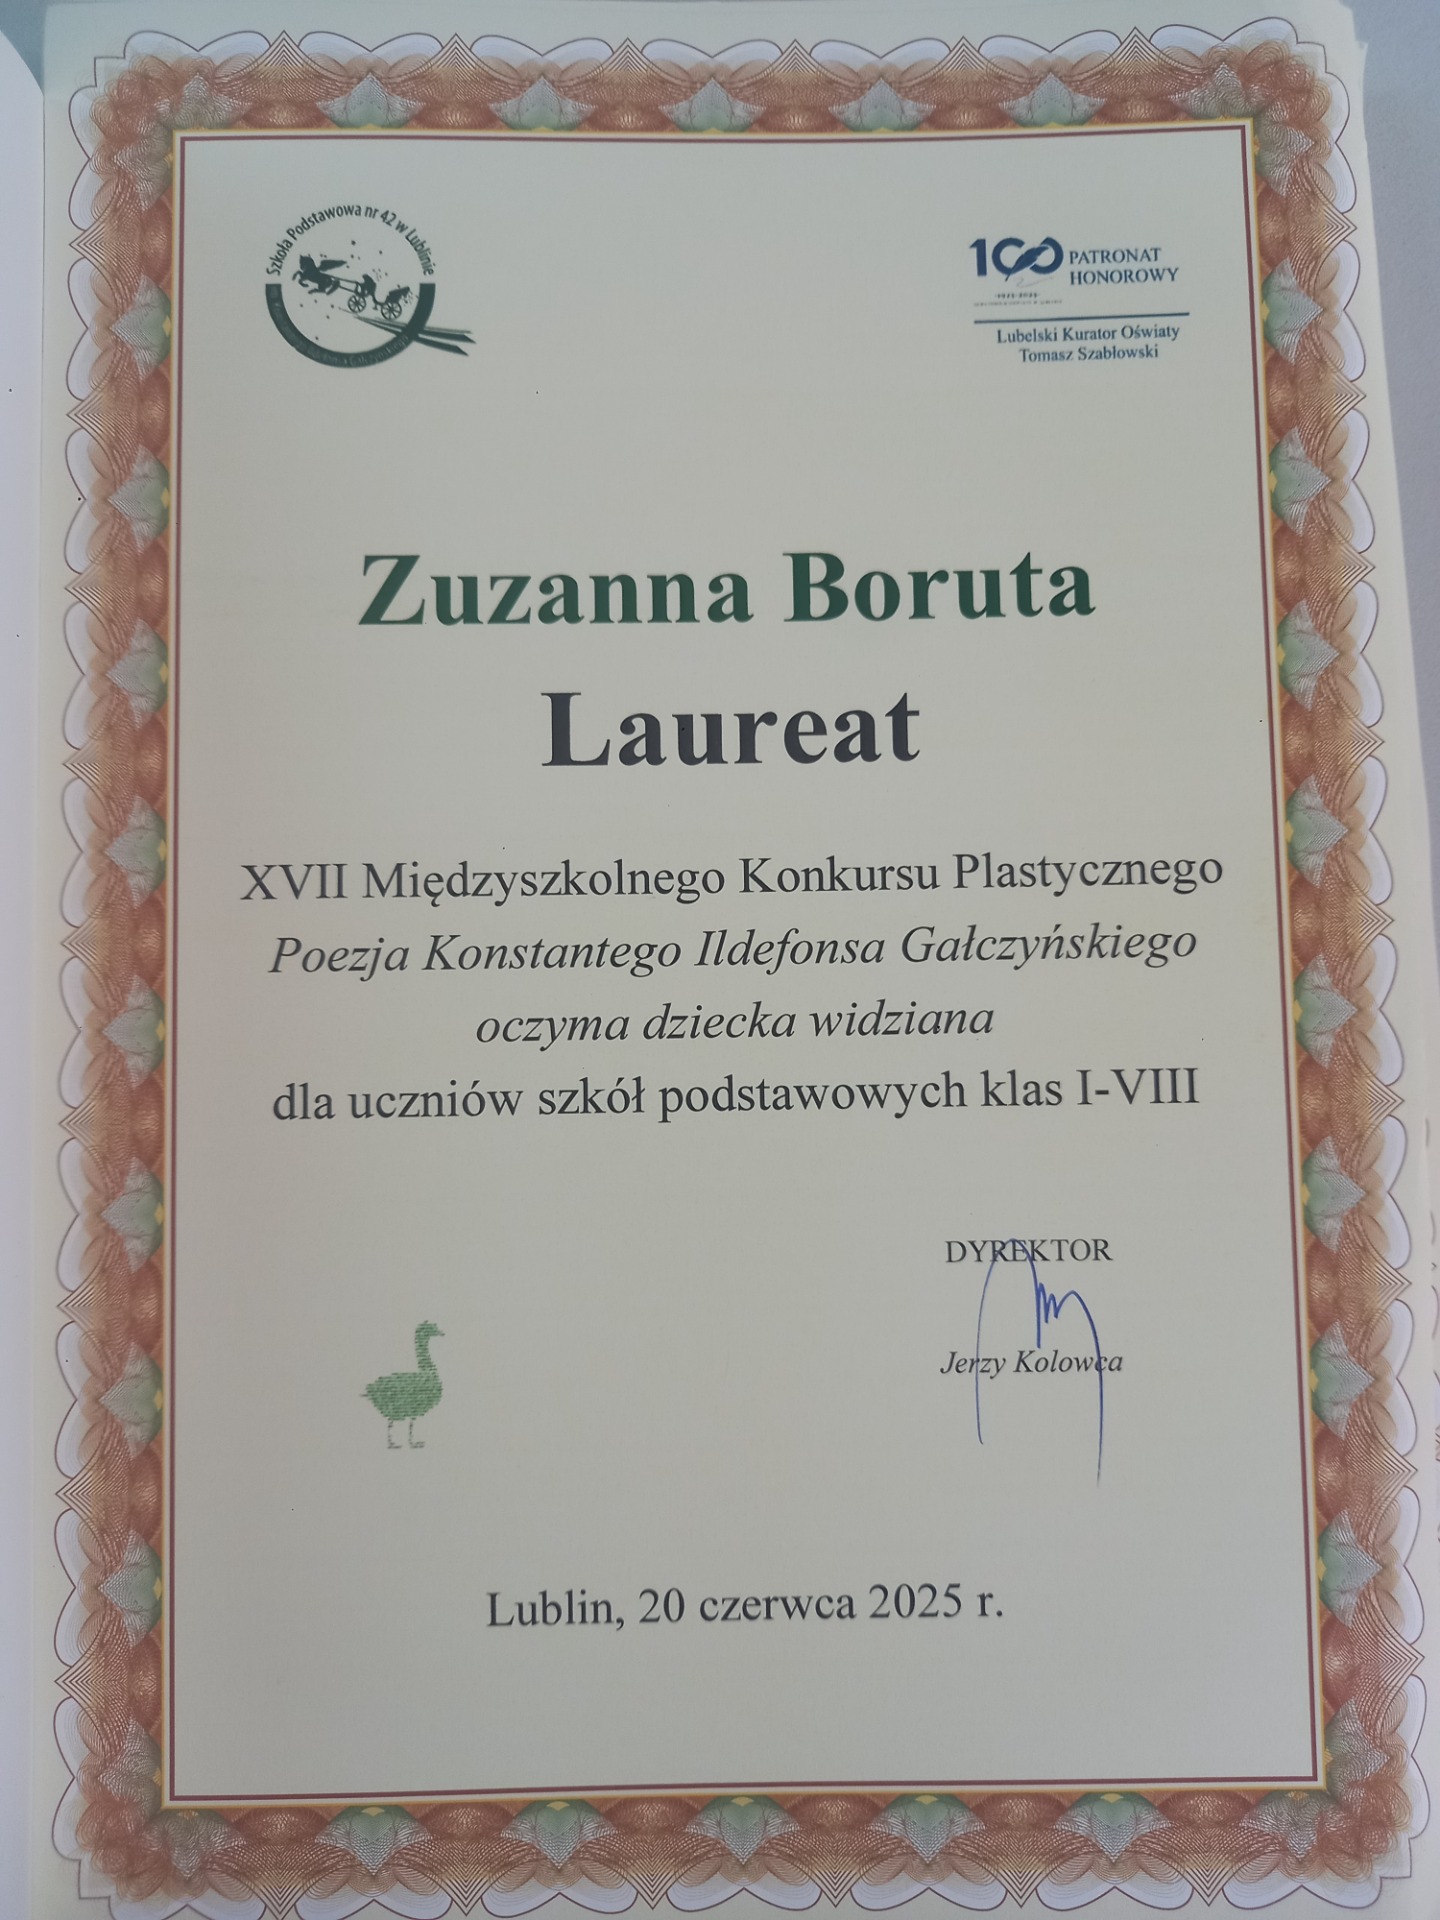 Szkoła Podstawowa nr 42 w Lublinie
Gałczyńskiego
100 PATRONAT
HONOROWY
Lubelski Kurator Oświaty
Tomasz Szabłowski
Zuzanna Boruta
Laureat
XVII Międzyszkolnego Konkursu Plastycznego
Poezja Konstantego Ildefonsa Gałczyńskiego
oczyma dziecka widziana
dla uczniów szkół podstawowych klas I-VIII
DYREKTOR
Jerzy Kolowca
Lublin, 20 czerwca 2025 r.